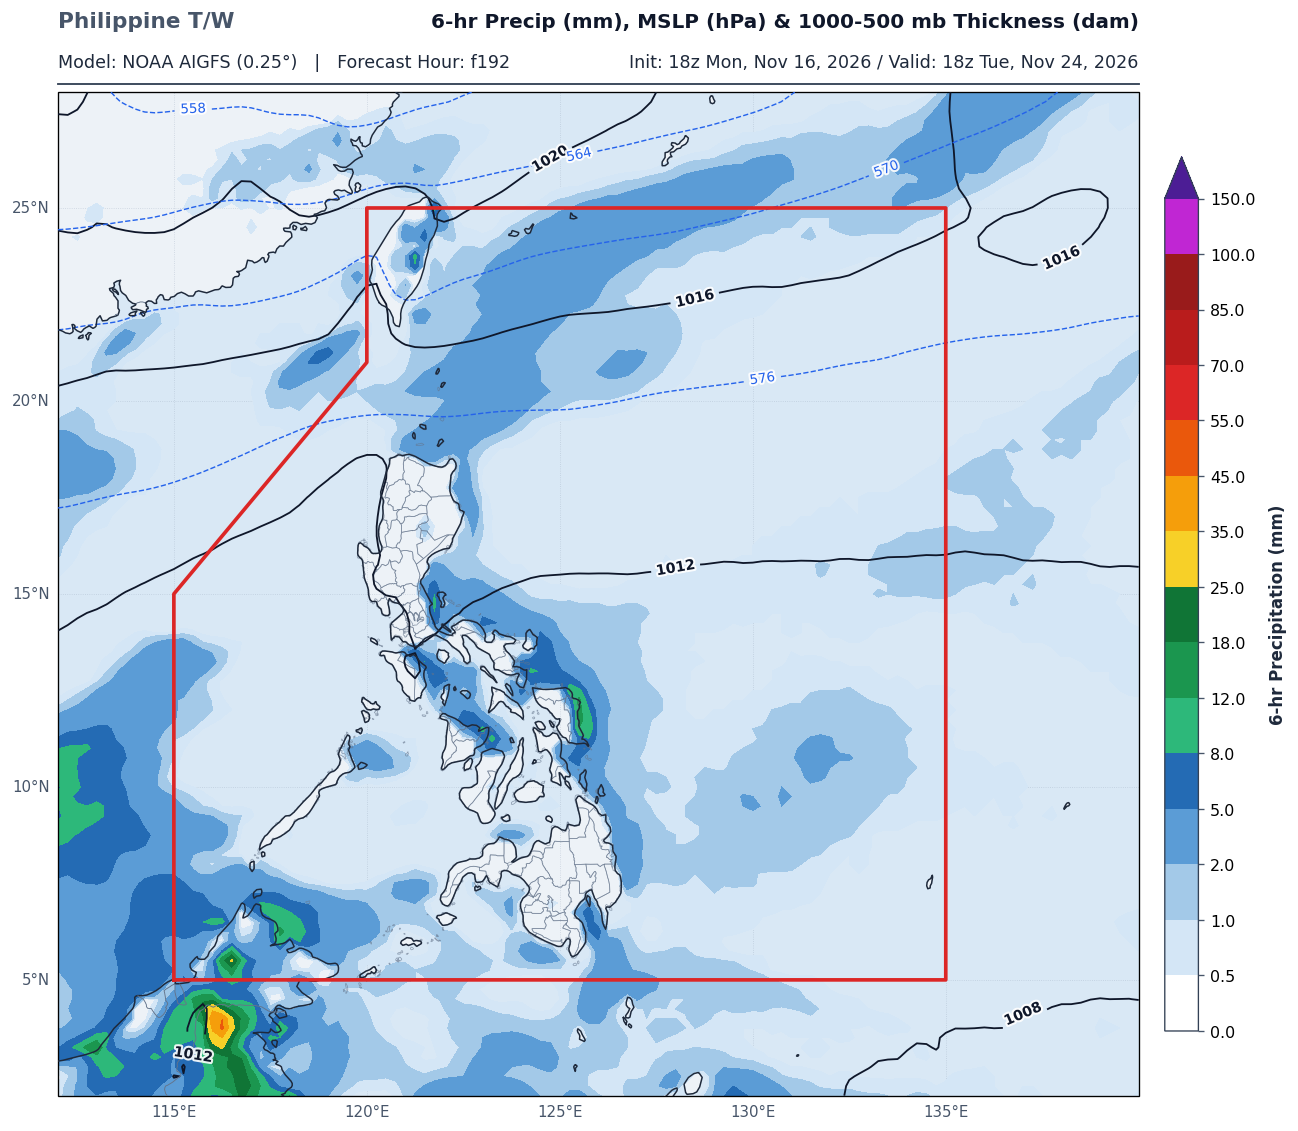 Philippine T/W
6-hr Precip (mm), MSLP (hPa) & 1000-500 mb Thickness (dam)
Model: NOAA AIGFS (0.25°) | Forecast Hour: f192
Init: 18z Mon, Nov 16, 2026 / Valid: 18z Tue, Nov 24, 2026
558
1020
564
570
25°N
1016
1016
576
20°N
1012
15°N
10°N
5°N
1008
1012
115°E
120°E
125°E
130°E
135°E
150.0
100.0
85.0
70.0
55.0
45.0
35.0
25.0
18.0
12.0
8.0
5.0
2.0
1.0
0.5
0.0
6-hr Precipitation (mm)